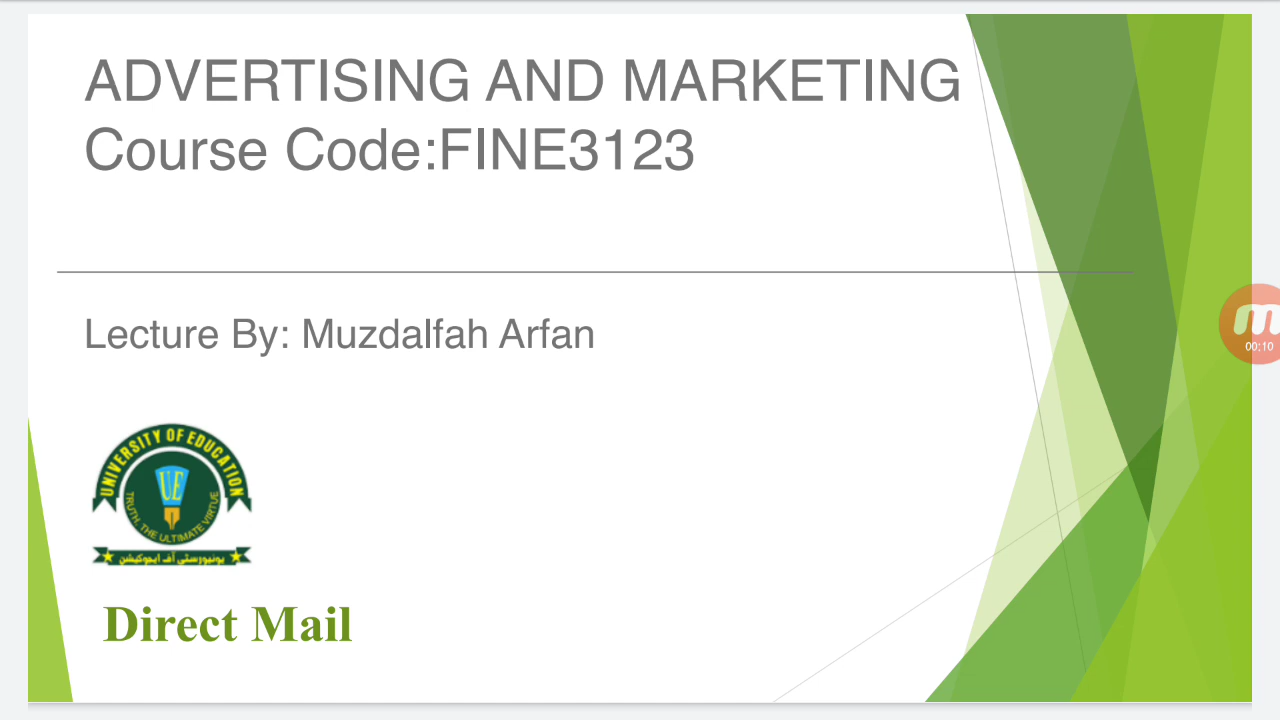 ADVERTISING AND MARKETING
Course Code:FINE3123
Lecture By: Muzdalfah Arfan
00:10
UNIVERSITY OF EDUCATION
UE
TRUTH, THE ULTIMATE VIRTUE
یونیورسٹی آف ایجوکیشن
Direct Mail